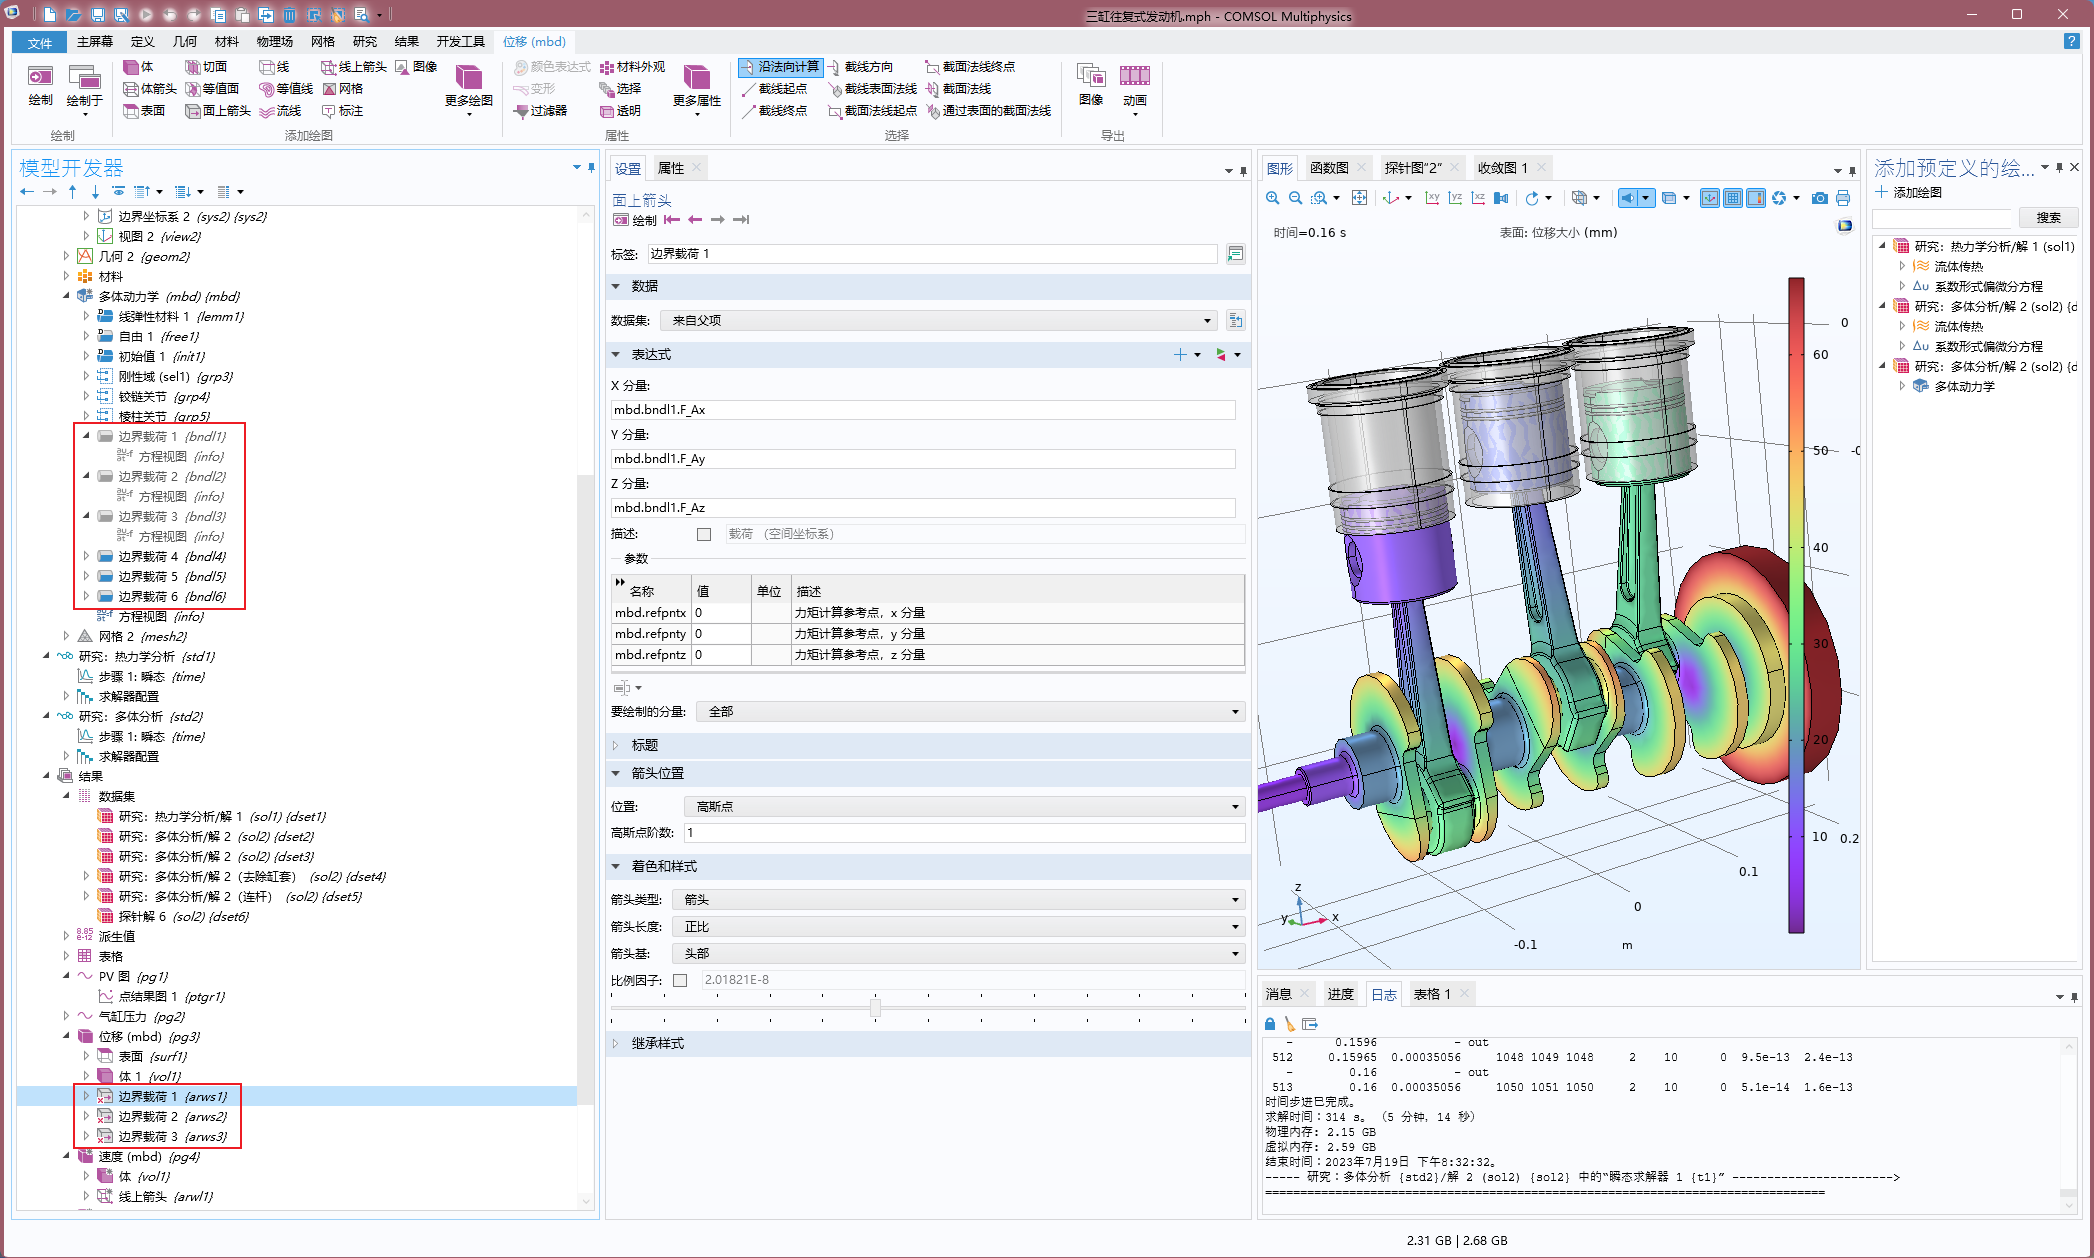 三缸往复式发动机.mph - COMSOL Multiphysics
文件 主屏幕 定义 几何 材料 物理场 网格 研究 结果 开发工具 位移 (mbd)
?
绘制 绘制于
体 切面 线 线上箭头 图像
体箭头 等值面 等值线 网格
表面 面上箭头 流线 标注
更多绘图
颜色表达式 材料外观
变形 选择
过滤器 透明
更多属性
沿法向计算 截线方向 截面法线终点
截线起点 截线表面法线 截面法线
截线终点 截面法线起点 通过表面的截面法线
图像 动画
绘制 添加绘图 属性 选择 导出
模型开发器
边界坐标系 2 (sys2) {sys2}
视图 2 {view2}
几何 2 {geom2}
材料
多体动力学 (mbd) {mbd}
线弹性材料 1 {lemm1}
自由 1 {free1}
初始值 1 {init1}
刚性域 (sel1) {grp3}
铰链关节 {grp4}
棱柱关节 {grp5}
边界载荷 1 {bndl1}
方程视图 {info}
边界载荷 2 {bndl2}
方程视图 {info}
边界载荷 3 {bndl3}
方程视图 {info}
边界载荷 4 {bndl4}
边界载荷 5 {bndl5}
边界载荷 6 {bndl6}
方程视图 {info}
网格 2 {mesh2}
研究：热力学分析 {std1}
步骤 1: 瞬态 {time}
求解器配置
研究：多体分析 {std2}
步骤 1: 瞬态 {time}
求解器配置
结果
数据集
研究：热力学分析/解 1 (sol1) {dset1}
研究：多体分析/解 2 (sol2) {dset2}
研究：多体分析/解 2 (sol2) {dset3}
研究：多体分析/解 2（去除缸套） (sol2) {dset4}
研究：多体分析/解 2（连杆） (sol2) {dset5}
探针解 6 (sol2) {dset6}
8.85
e-12 派生值
表格
PV 图 {pg1}
点结果图 1 {ptgr1}
气缸压力 {pg2}
位移 (mbd) {pg3}
表面 {surf1}
体 1 {vol1}
边界载荷 1 {arws1}
边界载荷 2 {arws2}
边界载荷 3 {arws3}
速度 (mbd) {pg4}
体 {vol1}
线上箭头 {arwl1}
设置 属性
面上箭头
绘制
标签: 边界载荷 1
数据
数据集: 来自父项
表达式
X 分量:
mbd.bndl1.F_Ax
Y 分量:
mbd.bndl1.F_Ay
Z 分量:
mbd.bndl1.F_Az
描述: 载荷 （空间坐标系）
参数
名称 值 单位 描述
mbd.refpntx 0 力矩计算参考点，x 分量
mbd.refpnty 0 力矩计算参考点，y 分量
mbd.refpntz 0 力矩计算参考点，z 分量
要绘制的分量: 全部
标题
箭头位置
位置: 高斯点
高斯点阶数: 1
着色和样式
箭头类型: 箭头
箭头长度: 正比
箭头基: 头部
比例因子: 2.01821E-8
继承样式
图形 函数图 探针图“2” 收敛图 1
xy yz xz
时间=0.16 s 表面: 位移大小 (mm)
0
60
50
-0
40
30
20
10
0.2
0.1
0
-0.1
m
z
y x
消息 进度 日志 表格 1
- 0.1596 - out
512 0.15965 0.00035056 1048 1049 1048 2 10 0 9.5e-13 2.4e-13
- 0.16 - out
513 0.16 0.00035056 1050 1051 1050 2 10 0 5.1e-14 1.6e-13
时间步进已完成。
求解时间：314 s。 (5 分钟, 14 秒)
物理内存: 2.15 GB
虚拟内存: 2.59 GB
结束时间：2023年7月19日 下午8:32:32。
----- 研究：多体分析 {std2}/解 2 (sol2) {sol2} 中的“瞬态求解器 1 {t1}” ----------------------->
================================================================================
添加预定义的绘...
添加绘图
搜索
研究：热力学分析/解 1 (sol1)
流体传热
Δu 系数形式偏微分方程
研究：多体分析/解 2 (sol2) {d
流体传热
Δu 系数形式偏微分方程
研究：多体分析/解 2 (sol2) {d
多体动力学
2.31 GB | 2.68 GB